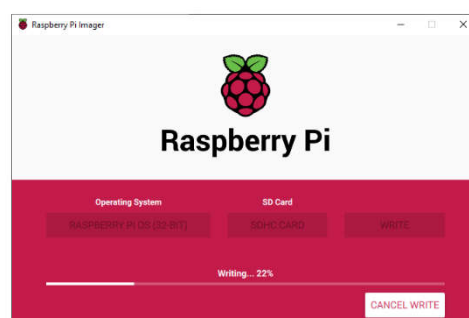 Raspberry Pi Imager
Raspberry Pi
Operating System
SD Card
RASPBERRY PI OS (32-BIT)
SDHC CARD
WRITE
Writing... 22%
CANCEL WRITE